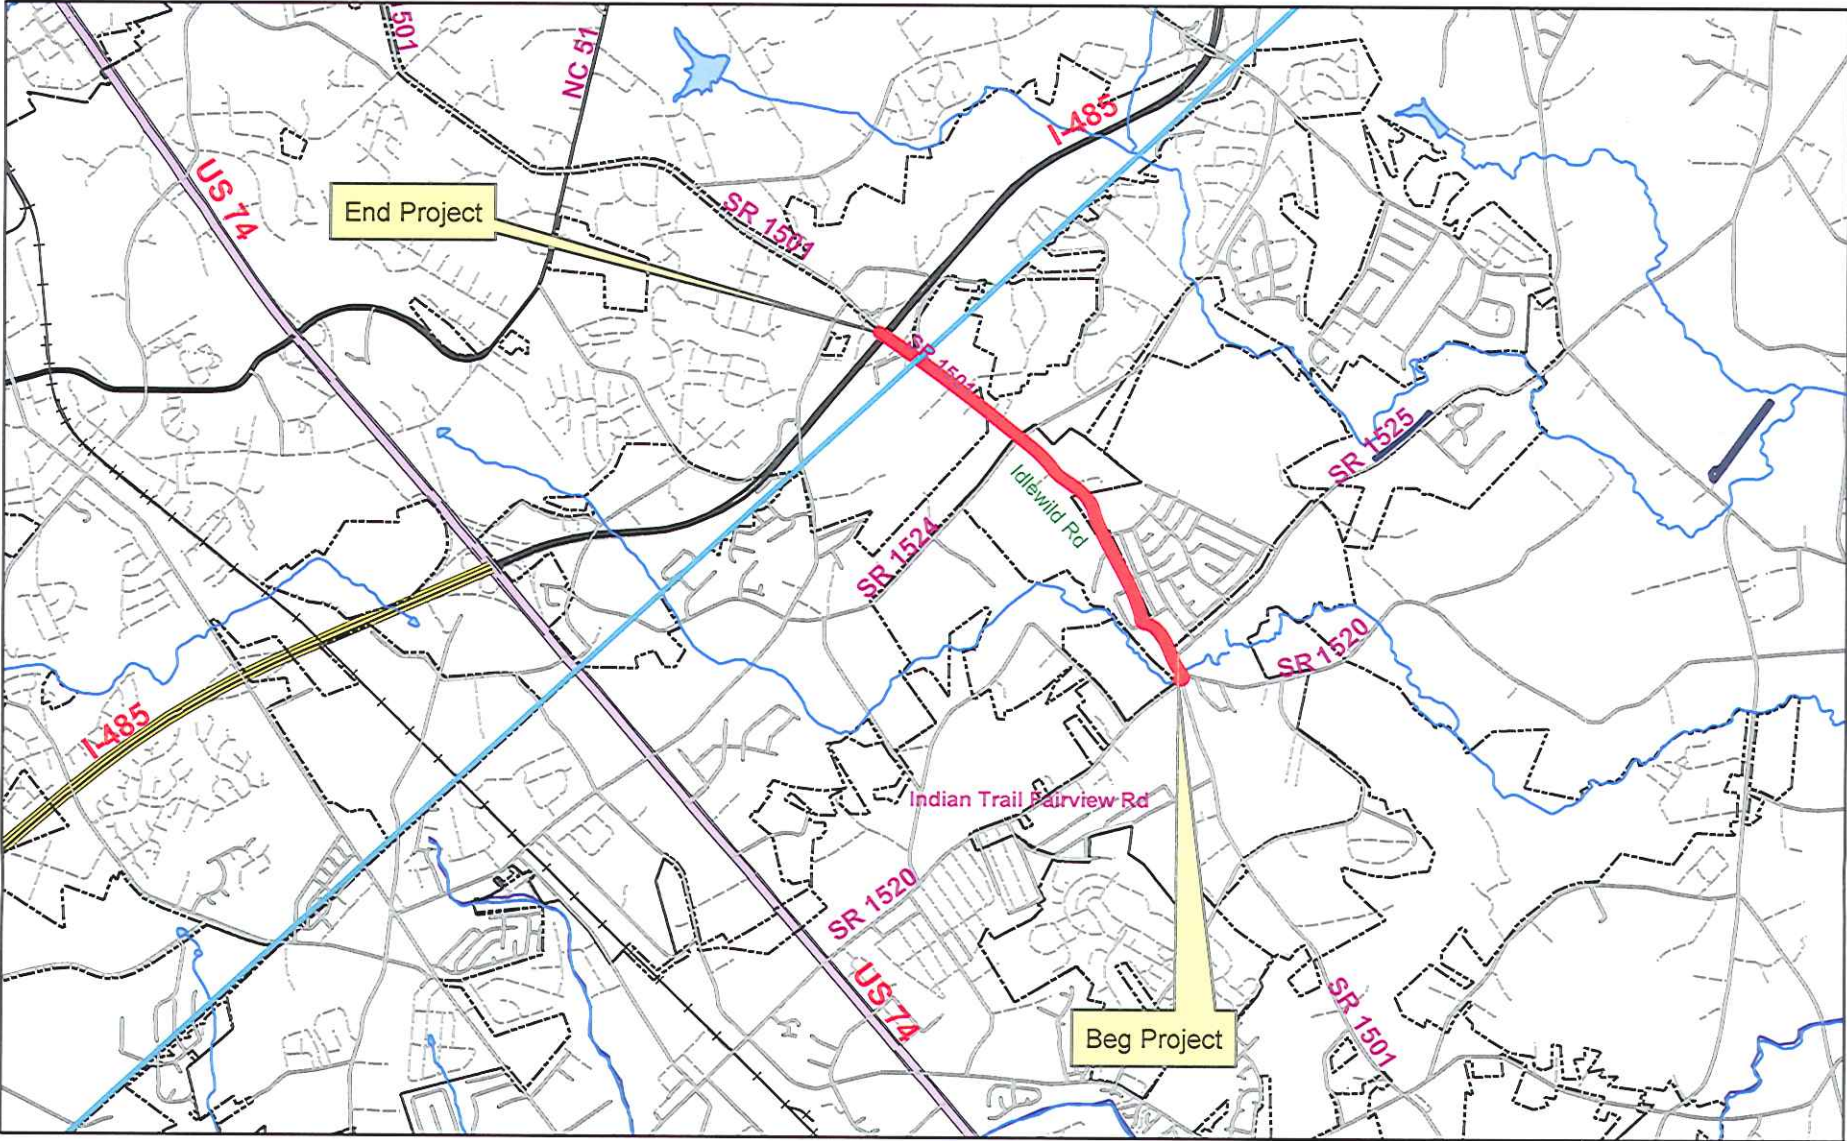 1501
NC 51
I-485
US 74
End Project
SR 1501
SR 1501
SR 1525
Idlewild Rd
SR 1524
SR 1520
I-485
Indian Trail Fairview Rd
SR 1520
US 74
SR 1501
Beg Project